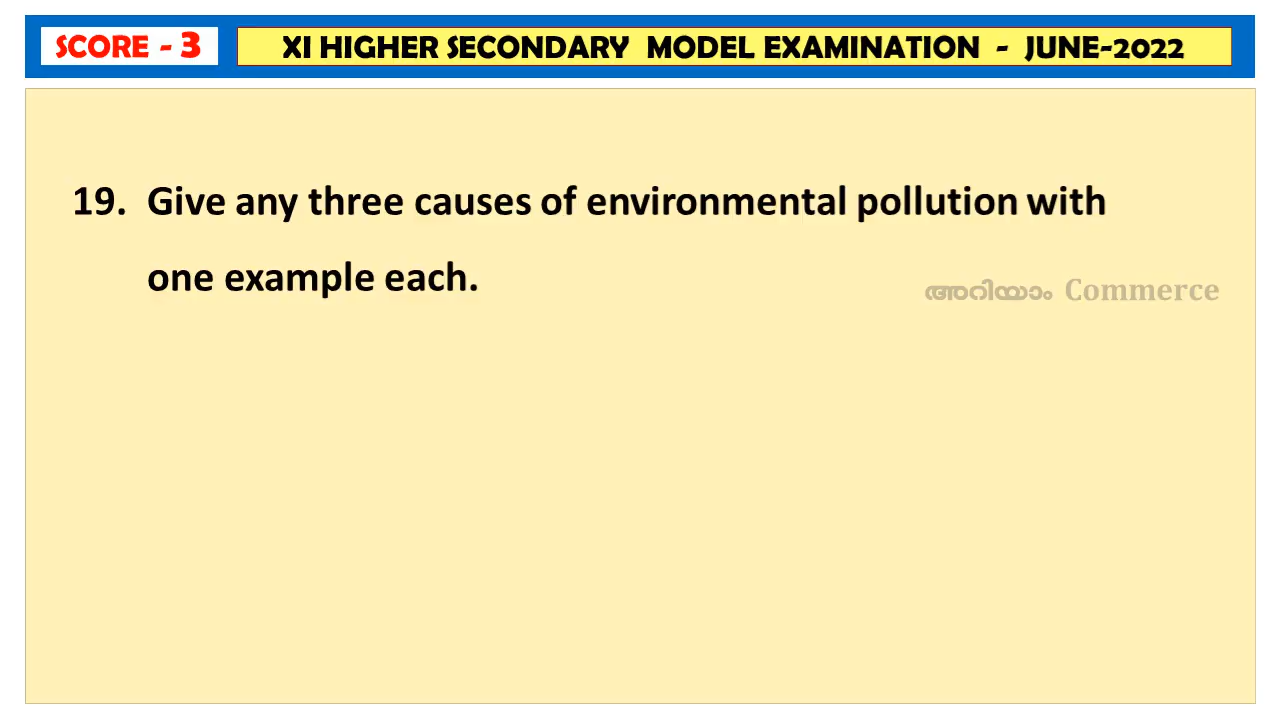 SCORE - 3
XI HIGHER SECONDARY MODEL EXAMINATION - JUNE-2022
19. Give any three causes of environmental pollution with
one example each.
അറിയാം Commerce